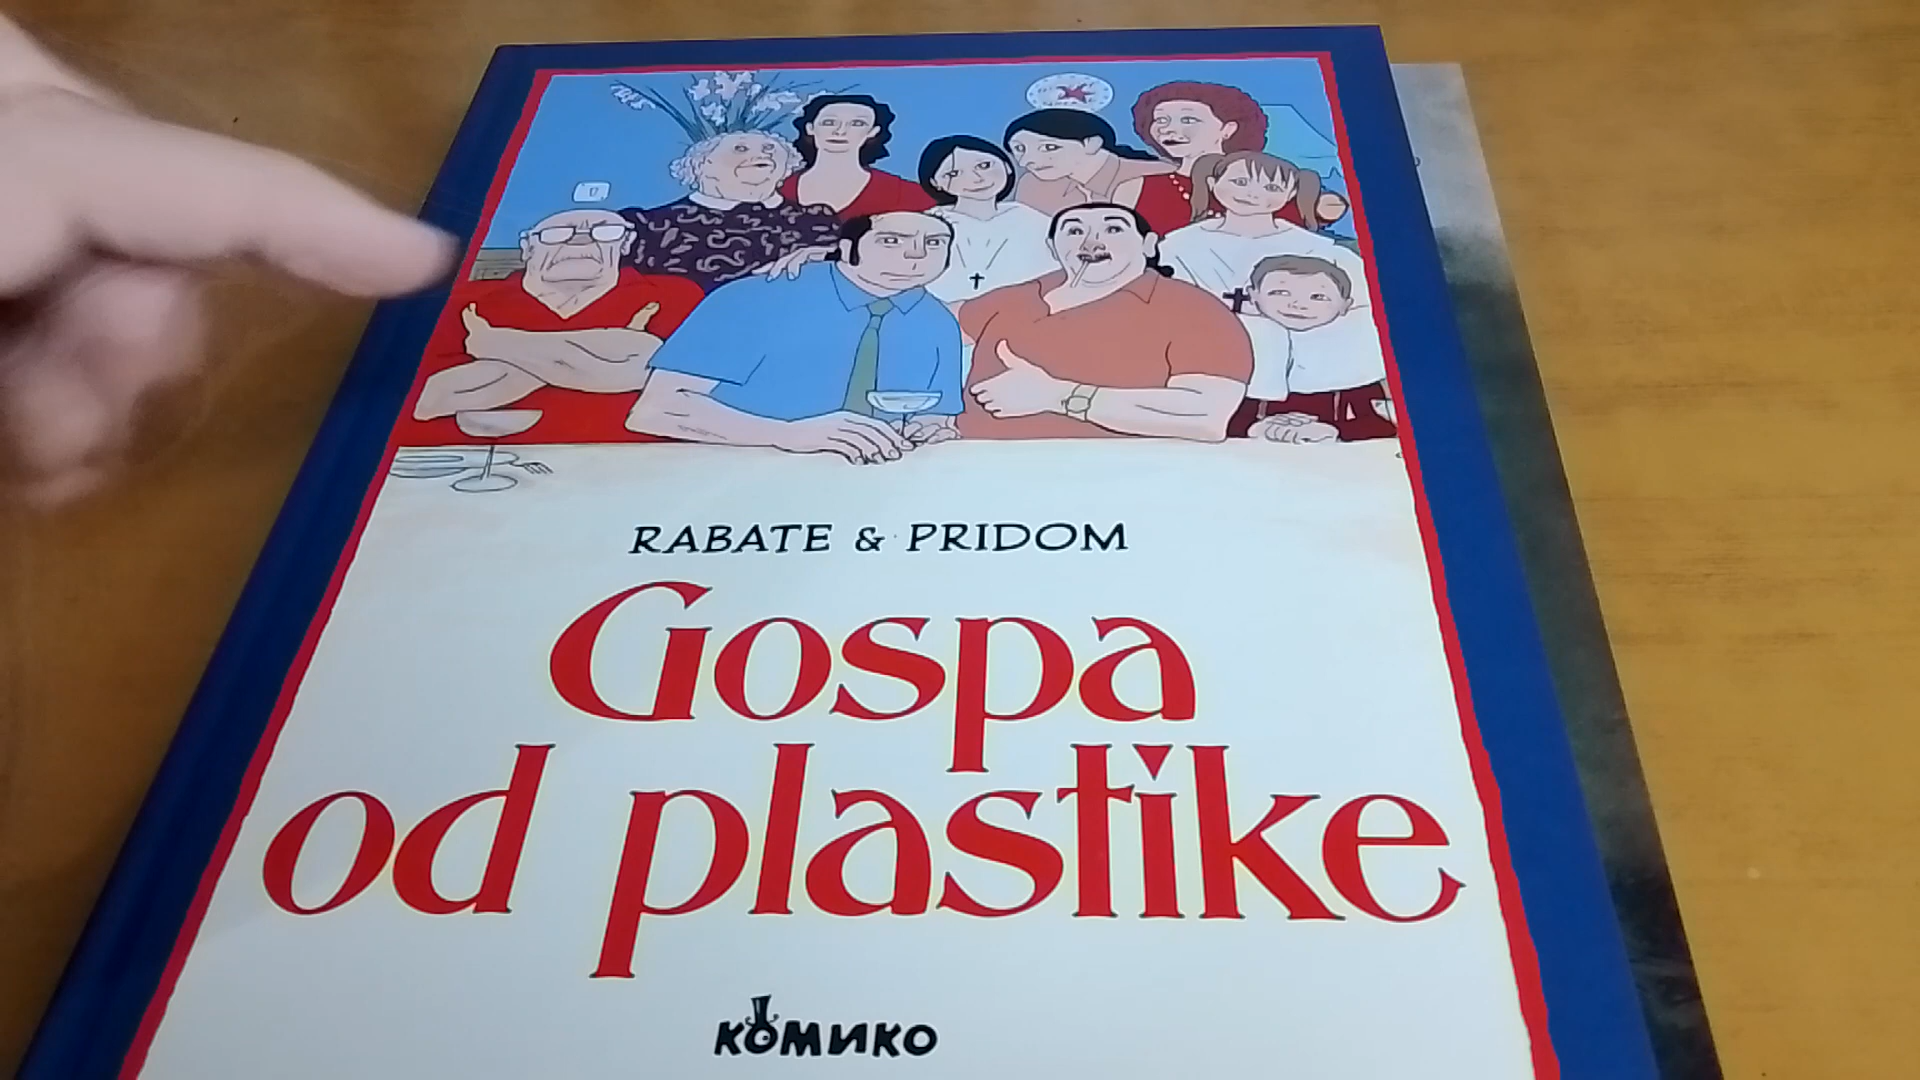 RABATE & PRIDOM
Gospa
od plastike
комико